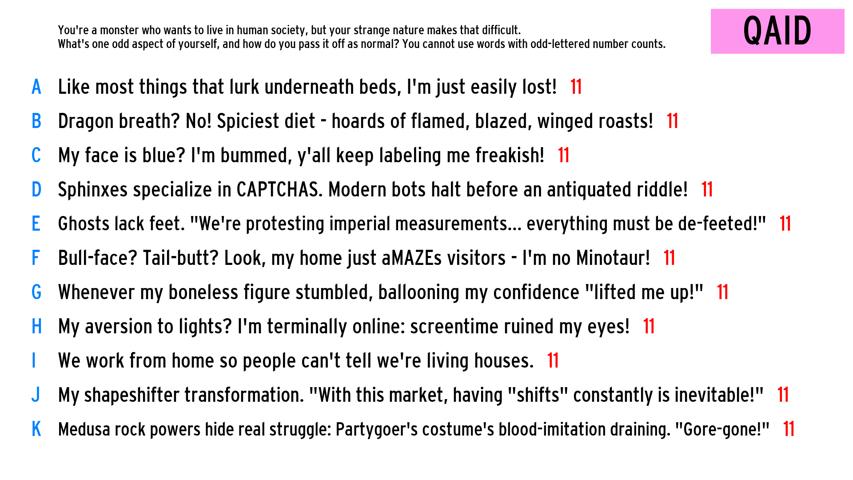 You're a monster who wants to live in human society, but your strange nature makes that difficult.
What's one odd aspect of yourself, and how do you pass it off as normal? You cannot use words with odd-lettered number counts.
QAID
A Like most things that lurk underneath beds, I'm just easily lost! 11
B Dragon breath? No! Spiciest diet - hoards of flamed, blazed, winged roasts! 11
C My face is blue? I'm bummed, y'all keep labeling me freakish! 11
D Sphinxes specialize in CAPTCHAS. Modern bots halt before an antiquated riddle! 11
E Ghosts lack feet. "We're protesting imperial measurements... everything must be de-feeted!" 11
F Bull-face? Tail-butt? Look, my home just aMAZEs visitors - I'm no Minotaur! 11
G Whenever my boneless figure stumbled, ballooning my confidence "lifted me up!" 11
H My aversion to lights? I'm terminally online: screentime ruined my eyes! 11
I We work from home so people can't tell we're living houses. 11
J My shapeshifter transformation. "With this market, having "shifts" constantly is inevitable!" 11
K Medusa rock powers hide real struggle: Partygoer's costume's blood-imitation draining. "Gore-gone!" 11